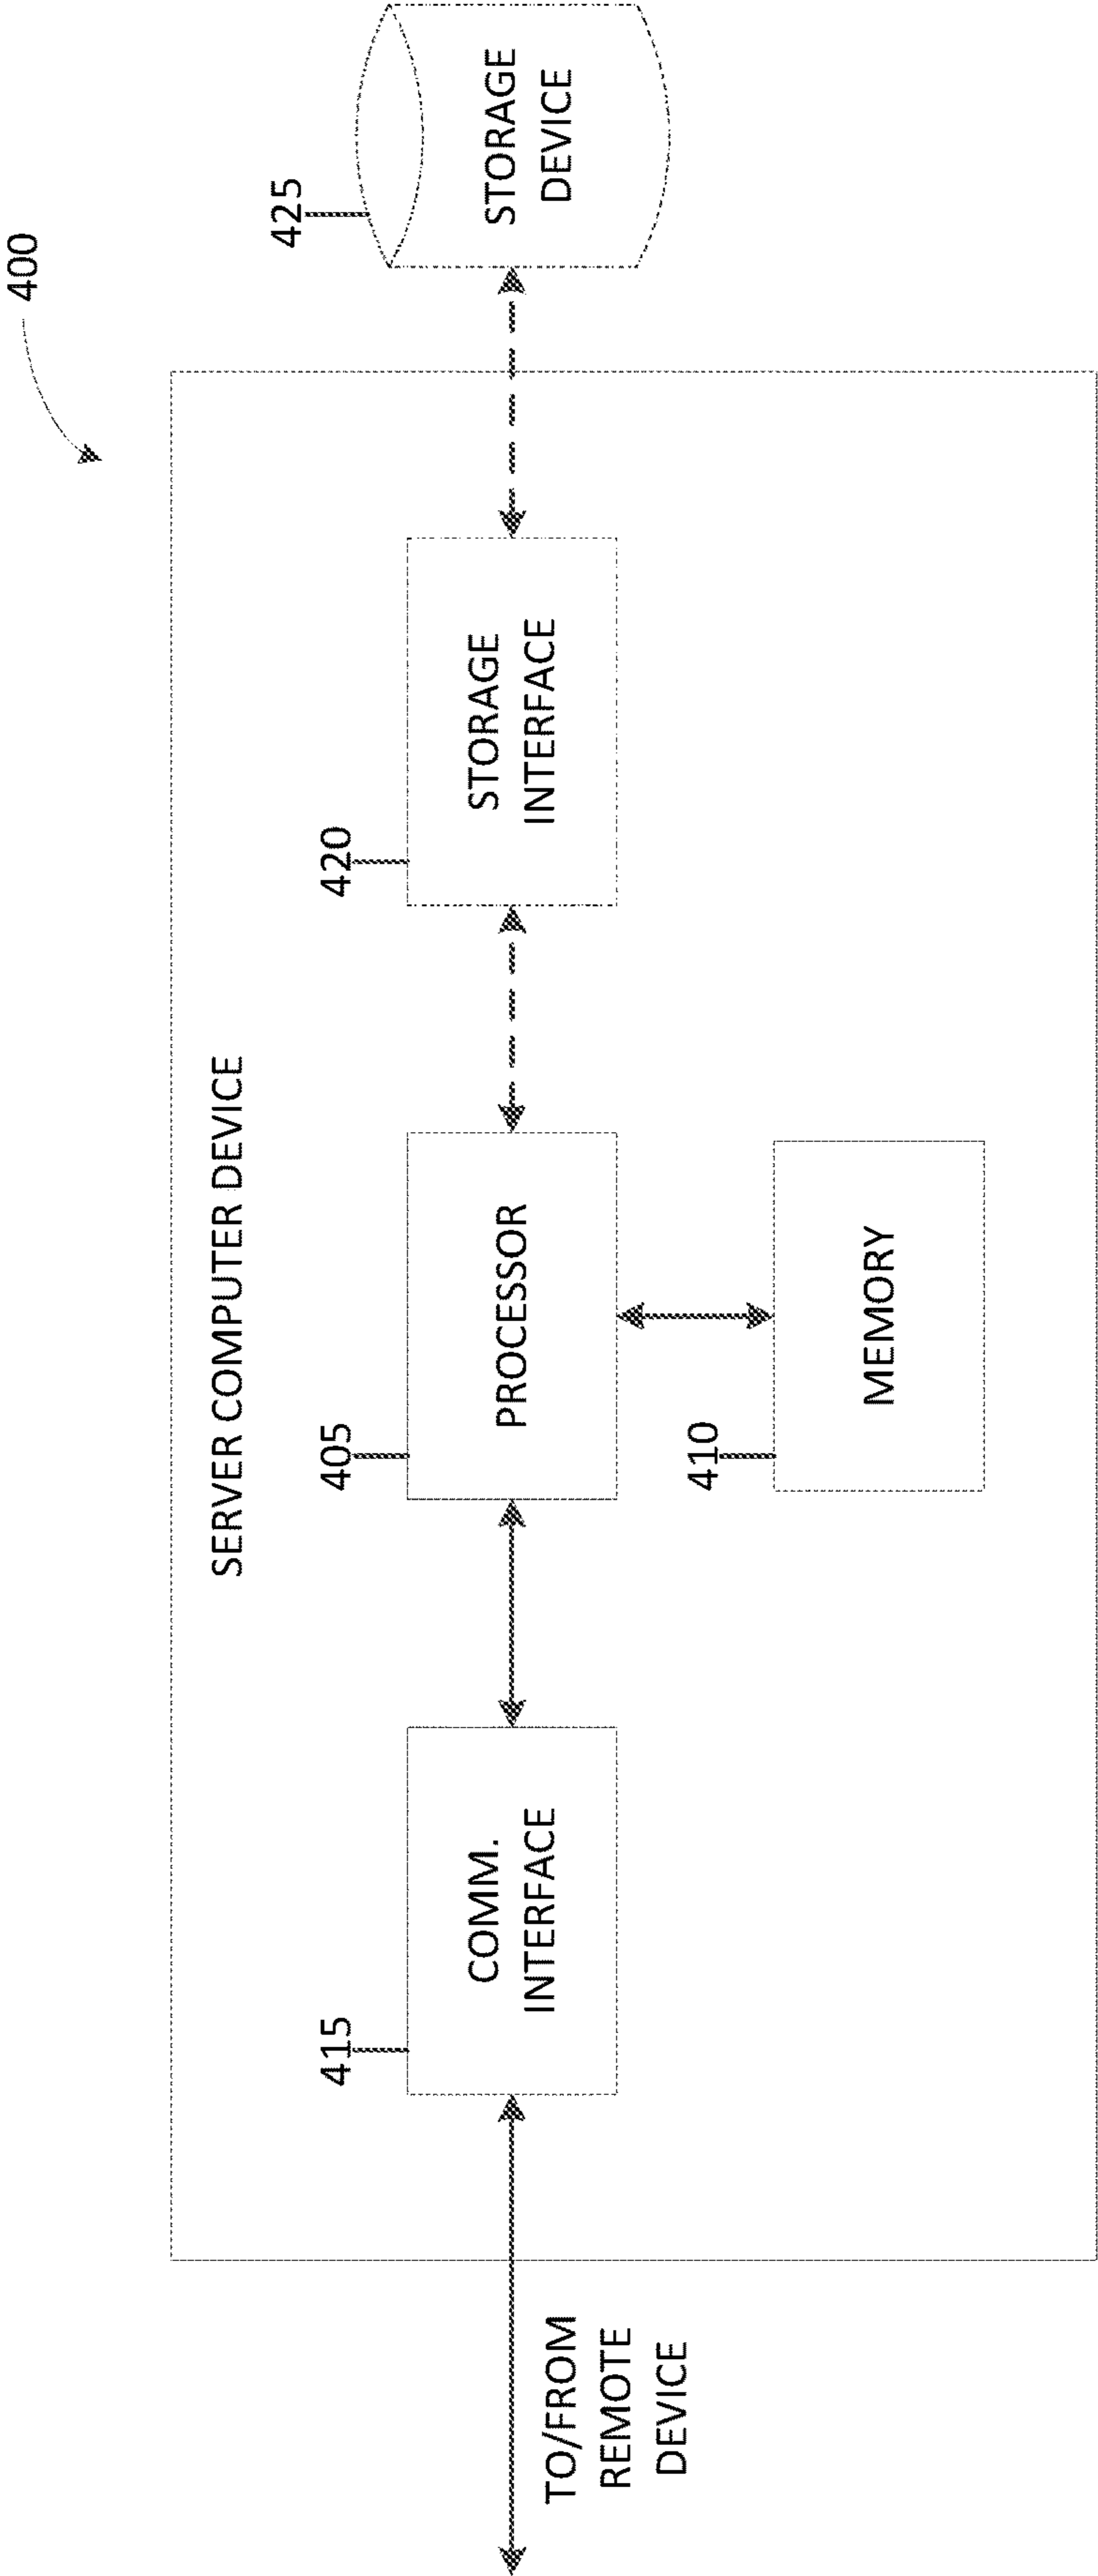 400
SERVER COMPUTER DEVICE
415
COMM.
INTERFACE
405
PROCESSOR
420
STORAGE
INTERFACE
425
STORAGE
DEVICE
410
MEMORY
TO/FROM
REMOTE
DEVICE